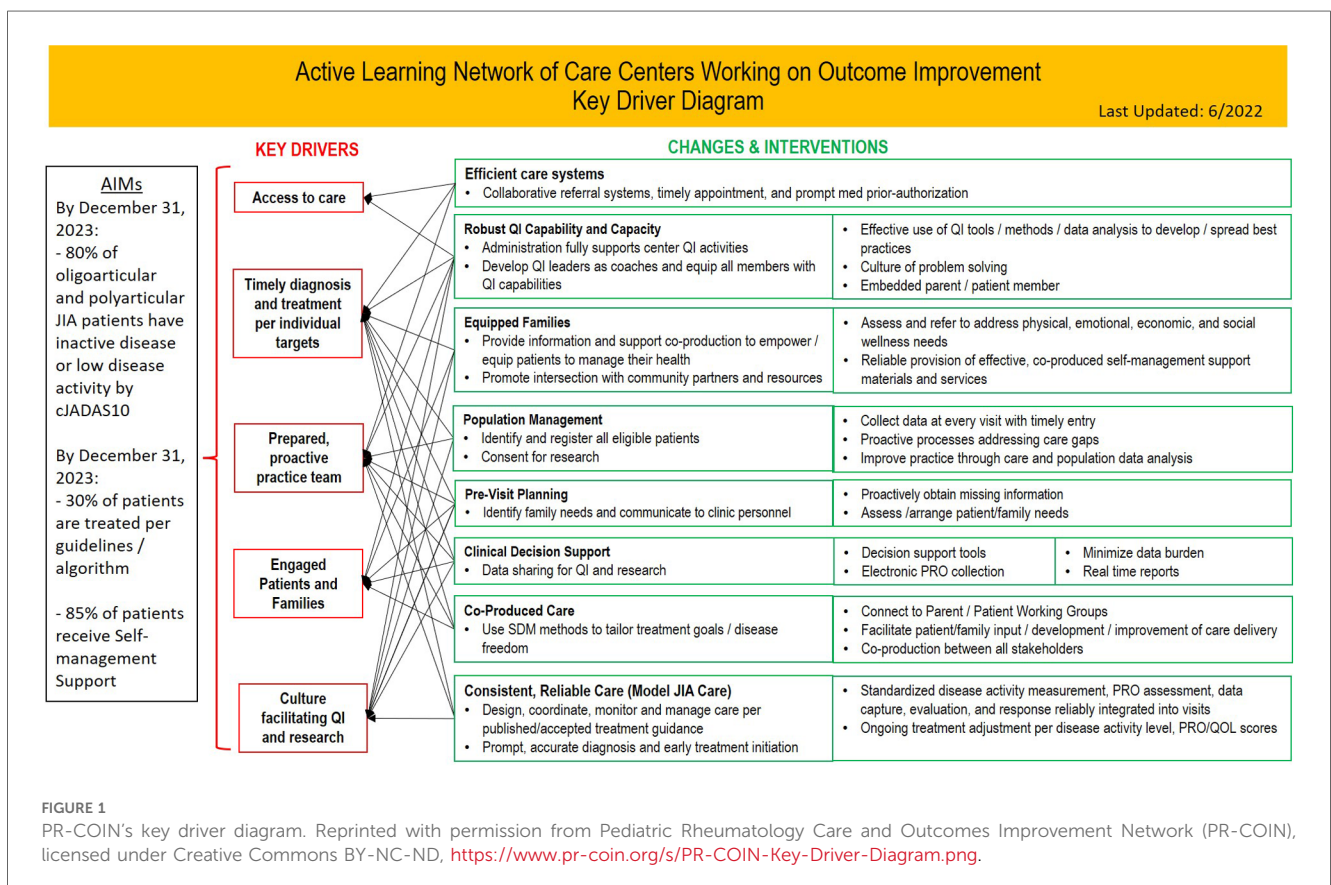 Active Learning Network of Care Centers Working on Outcome Improvement
Key Driver Diagram
Last Updated: 6/2022
KEY DRIVERS
CHANGES & INTERVENTIONS
AIMs
By December 31,
2023:
- 80% of
oligoarticular
and polyarticular
JIA patients have
inactive disease
or low disease
activity by
cJADAS10
By December 31,
2023:
- 30% of patients
are treated per
guidelines /
algorithm
- 85% of patients
receive Self-
management
Support
Access to care
Timely diagnosis
and treatment
per individual
targets
Prepared,
proactive
practice team
Engaged
Patients and
Families
Culture
facilitating QI
and research
Efficient care systems
• Collaborative referral systems, timely appointment, and prompt med prior-authorization
Robust QI Capability and Capacity
• Administration fully supports center QI activities
• Develop QI leaders as coaches and equip all members with
QI capabilities
• Effective use of QI tools / methods / data analysis to develop / spread best
practices
• Culture of problem solving
• Embedded parent / patient member
Equipped Families
• Provide information and support co-production to empower /
equip patients to manage their health
• Promote intersection with community partners and resources
• Assess and refer to address physical, emotional, economic, and social
wellness needs
• Reliable provision of effective, co-produced self-management support
materials and services
Population Management
• Identify and register all eligible patients
• Consent for research
• Collect data at every visit with timely entry
• Proactive processes addressing care gaps
• Improve practice through care and population data analysis
Pre-Visit Planning
• Identify family needs and communicate to clinic personnel
• Proactively obtain missing information
• Assess /arrange patient/family needs
Clinical Decision Support
• Data sharing for QI and research
• Decision support tools
• Electronic PRO collection
• Minimize data burden
• Real time reports
Co-Produced Care
• Use SDM methods to tailor treatment goals / disease
freedom
• Connect to Parent / Patient Working Groups
• Facilitate patient/family input / development / improvement of care delivery
• Co-production between all stakeholders
Consistent, Reliable Care (Model JIA Care)
• Design, coordinate, monitor and manage care per
published/accepted treatment guidance
• Prompt, accurate diagnosis and early treatment initiation
• Standardized disease activity measurement, PRO assessment, data
capture, evaluation, and response reliably integrated into visits
• Ongoing treatment adjustment per disease activity level, PRO/QOL scores
FIGURE 1
PR-COIN's key driver diagram. Reprinted with permission from Pediatric Rheumatology Care and Outcomes Improvement Network (PR-COIN),
licensed under Creative Commons BY-NC-ND, https://www.pr-coin.org/s/PR-COIN-Key-Driver-Diagram.png.